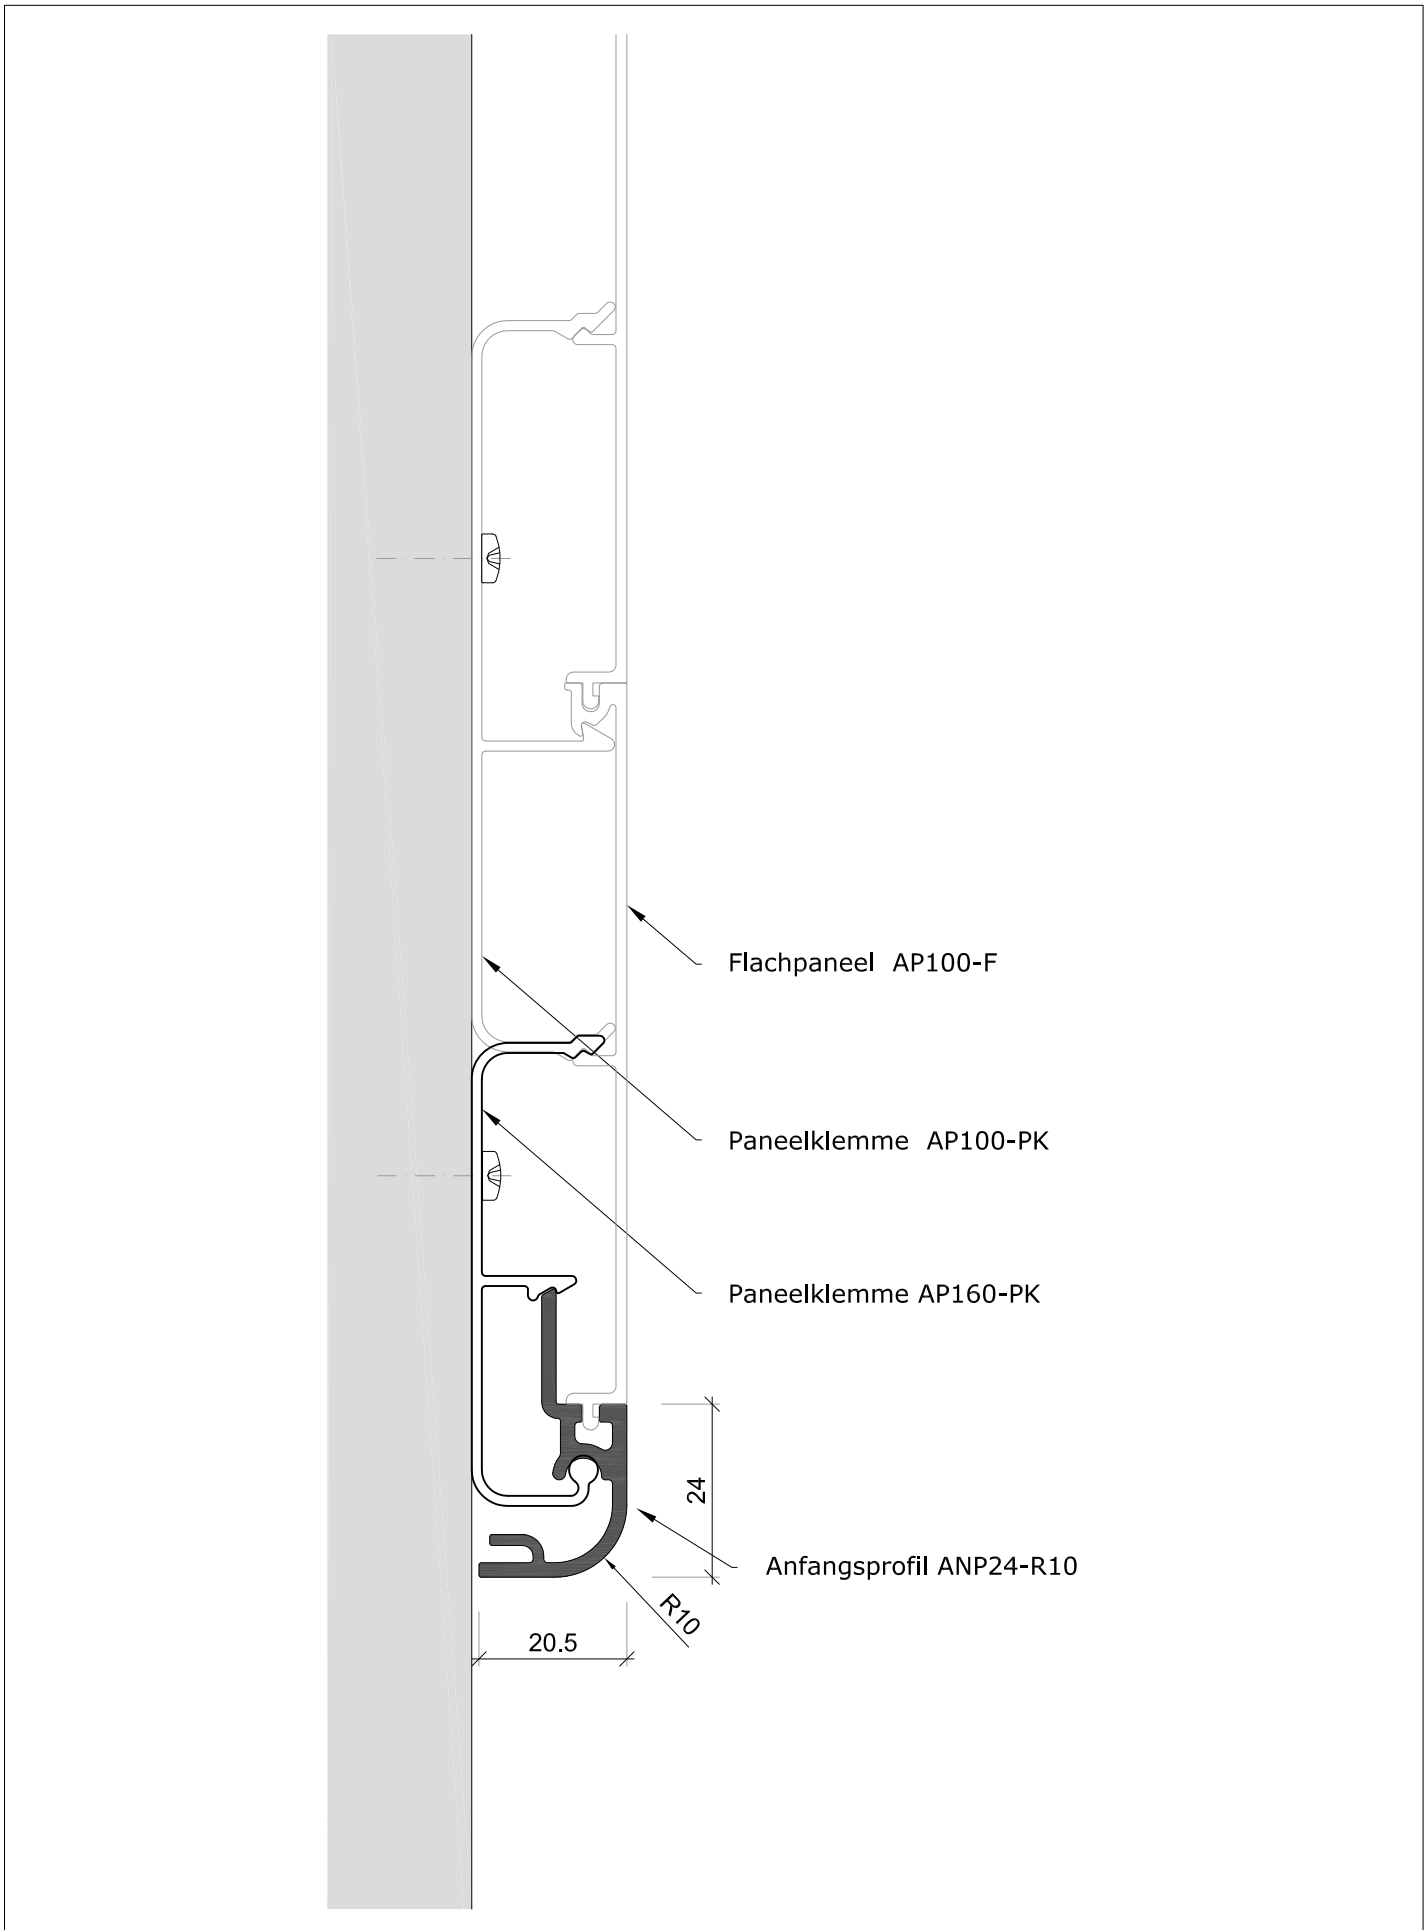 Flachpaneel AP100-F
Paneelklemme AP100-PK
Paneelklemme AP160-PK
24
Anfangsprofil ANP24-R10
R10
20.5